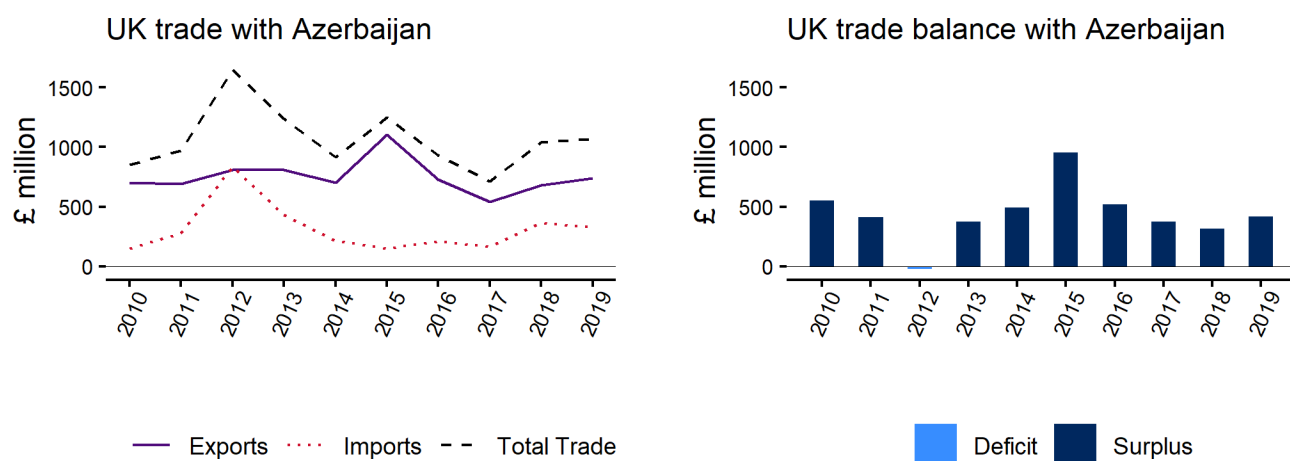 UK trade with Azerbaijan
£ million
1500
1000
500
0
2010 2011 2012 2013 2014 2015 2016 2017 2018 2019
Exports Imports Total Trade
UK trade balance with Azerbaijan
£ million
1500
1000
500
0
2010 2011 2012 2013 2014 2015 2016 2017 2018 2019
Deficit Surplus